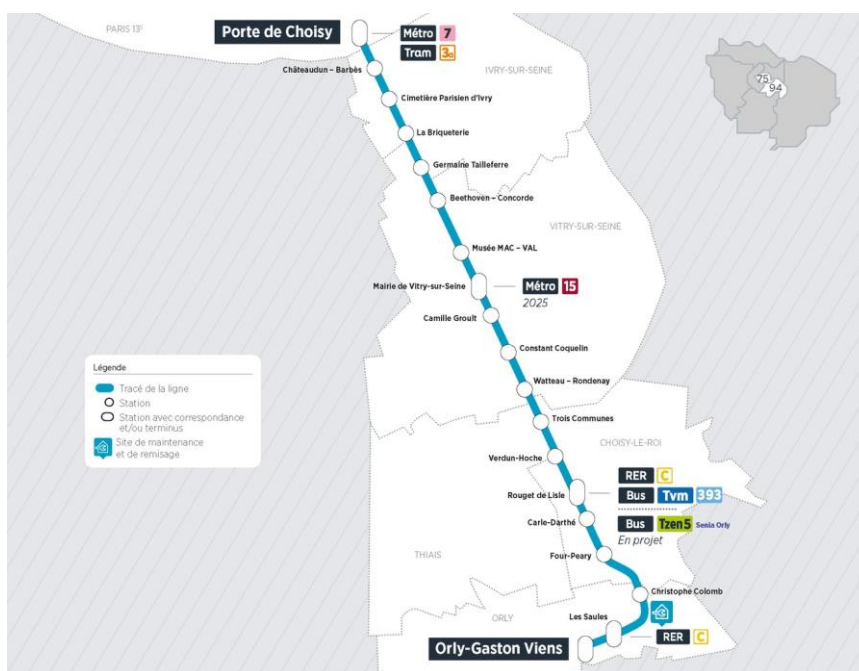 PARIS 13E
Porte de Choisy
Métro 7
Tram 3a
Châteaudun – Barbès
IVRY-SUR-SEINE
75
94
Cimetière Parisien d'Ivry
La Briqueterie
Germaine Tailleferre
Beethoven – Concorde
VITRY-SUR-SEINE
Musée MAC – VAL
Mairie de Vitry-sur-Seine
Métro 15
2025
Camille Groult
Constant Coquelin
Watteau – Rondenay
Légende
Tracé de la ligne
Station
Station avec correspondance
et/ou terminus
Site de maintenance
et de remisage
Trois Communes
CHOISY-LE-ROI
Verdun-Hoche
RER C
Rouget de Lisle
Bus Tvm 393
Carle-Darthé
Bus Tzen 5 Senia Orly
En projet
THIAIS
Four-Peary
Christophe Colomb
ORLY
Les Saules
RER C
Orly-Gaston Viens